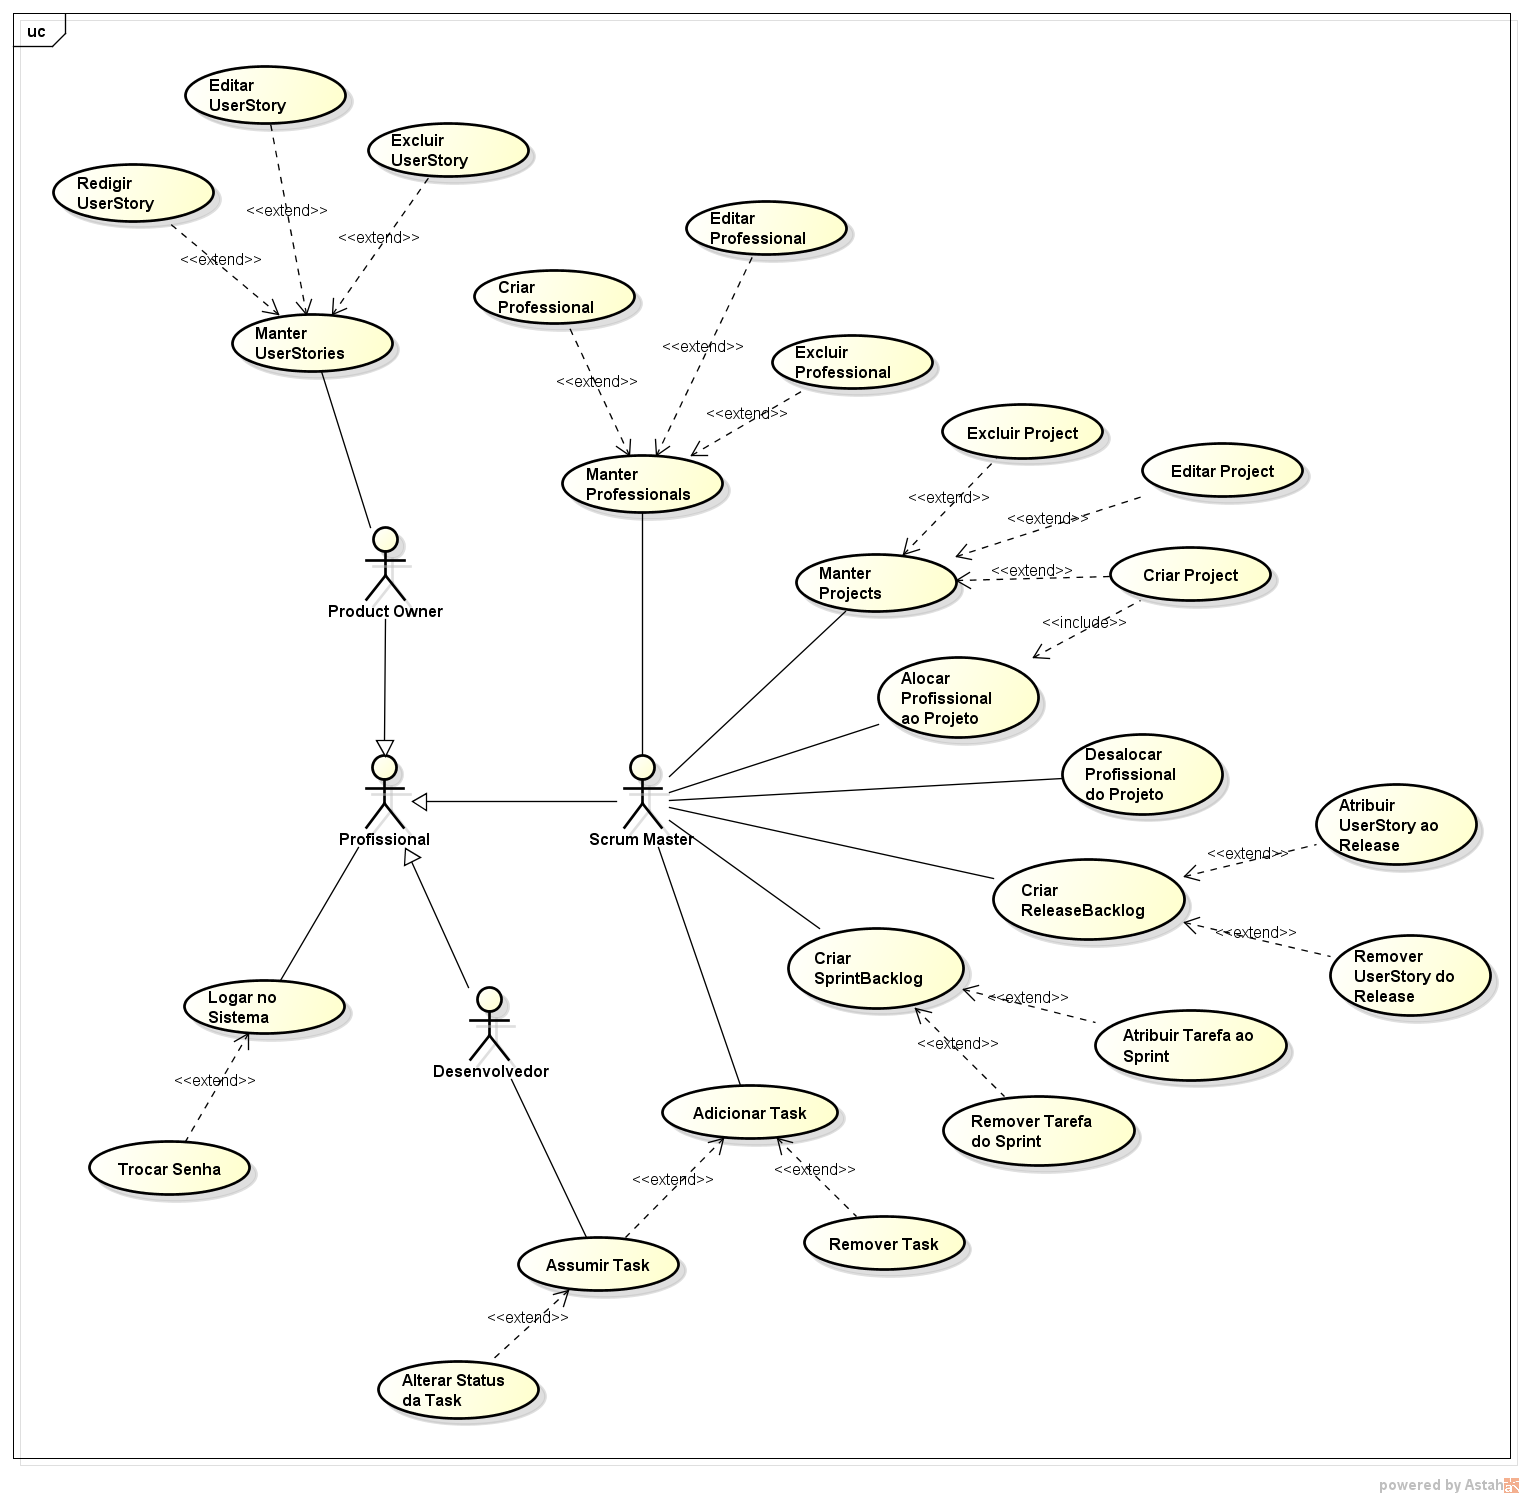 uc
Editar
UserStory
Excluir
UserStory
Redigir
UserStory
<<extend>>
<<extend>>
<<extend>>
Manter
UserStories
Editar
Professional
Criar
Professional
Excluir
Professional
<<extend>>
<<extend>>
<<extend>>
Manter
Professionals
Excluir Project
Editar Project
<<extend>>
<<extend>>
<<extend>>
Manter
Projects
Criar Project
<<include>>
Product Owner
Alocar
Profissional
ao Projeto
Desalocar
Profissional
do Projeto
Profissional
Scrum Master
Atribuir
UserStory ao
Release
<<extend>>
Criar
ReleaseBacklog
<<extend>>
Remover
UserStory do
Release
Criar
SprintBacklog
<<extend>>
Atribuir Tarefa ao
Sprint
<<extend>>
Remover Tarefa
do Sprint
Logar no
Sistema
<<extend>>
Trocar Senha
Desenvolvedor
Adicionar Task
<<extend>>
<<extend>>
Remover Task
Assumir Task
<<extend>>
Alterar Status
da Task
powered by Astah